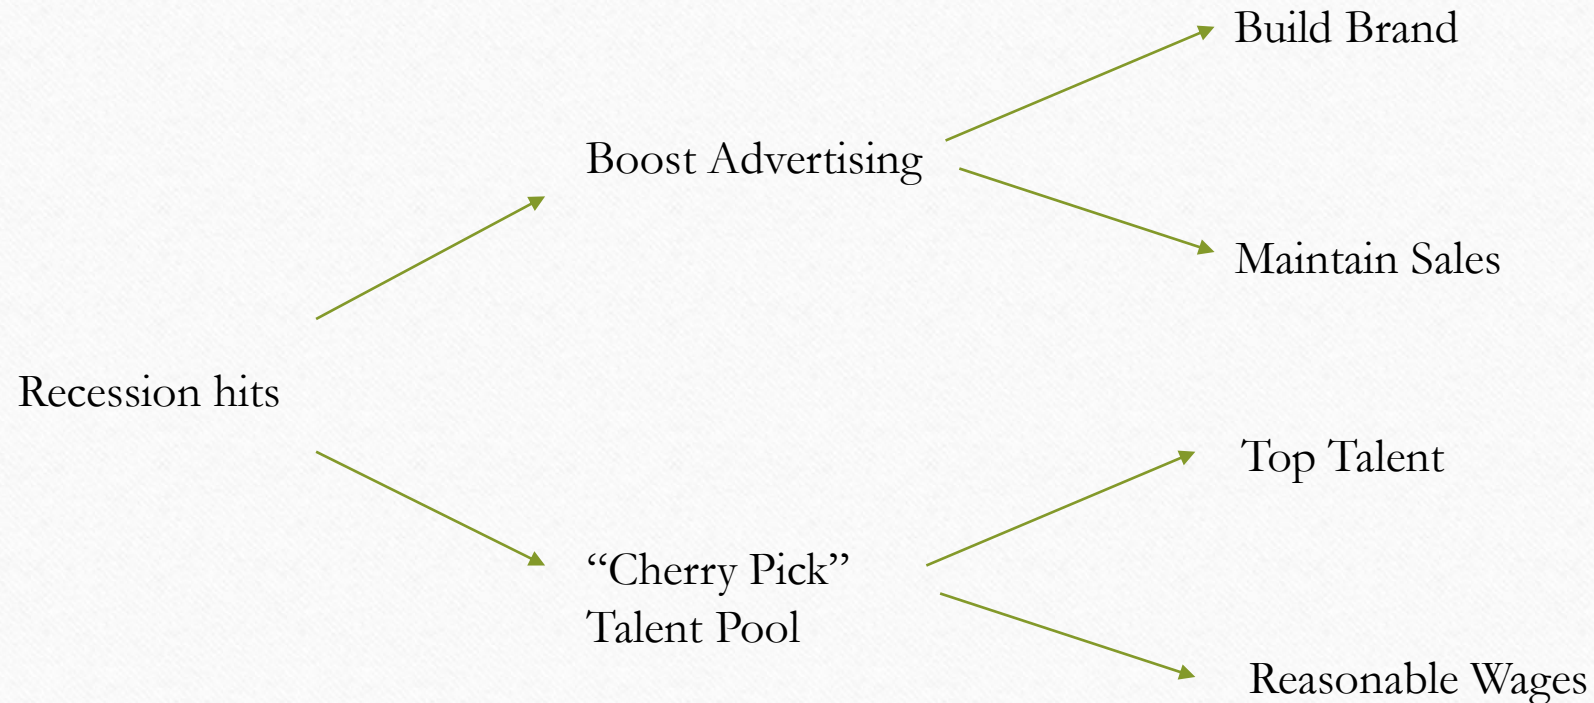 Build Brand
Boost Advertising
Maintain Sales
Recession hits
Top Talent
“Cherry Pick”
Talent Pool
Reasonable Wages